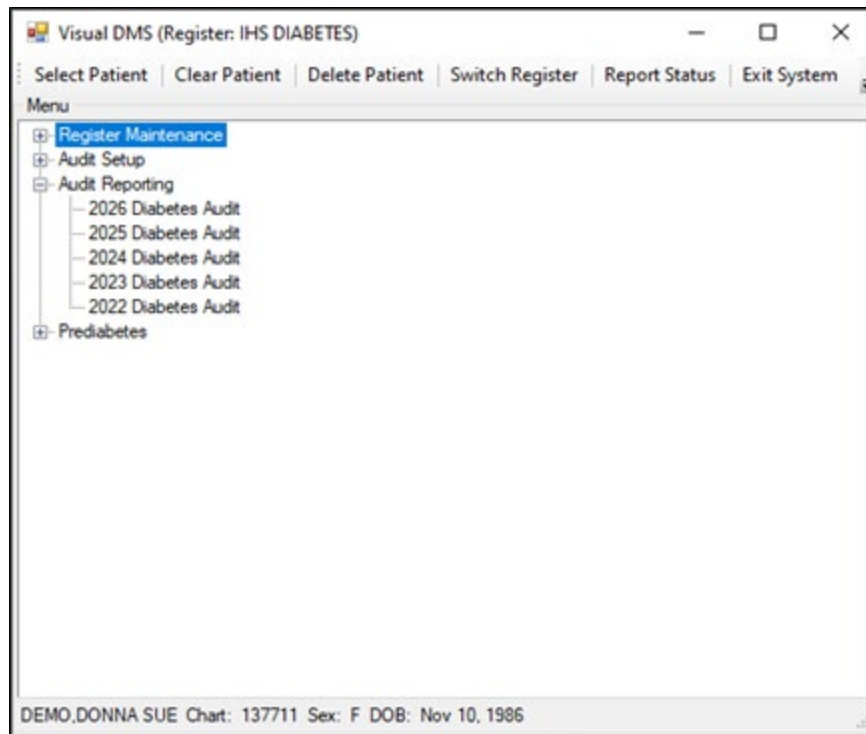 Visual DMS (Register: IHS DIABETES)
Select Patient Clear Patient Delete Patient Switch Register Report Status Exit System
Menu
Register Maintenance
Audit Setup
Audit Reporting
2026 Diabetes Audit
2025 Diabetes Audit
2024 Diabetes Audit
2023 Diabetes Audit
2022 Diabetes Audit
Prediabetes
DEMO,DONNA SUE Chart: 137711 Sex: F DOB: Nov 10, 1986